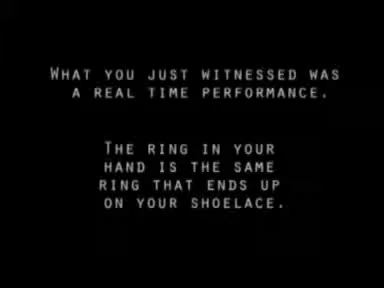 WHAT YOU JUST WITNESSED WAS
A REAL TIME PERFORMANCE.
THE RING IN YOUR
HAND IS THE SAME
RING THAT ENDS UP
ON YOUR SHOELACE.